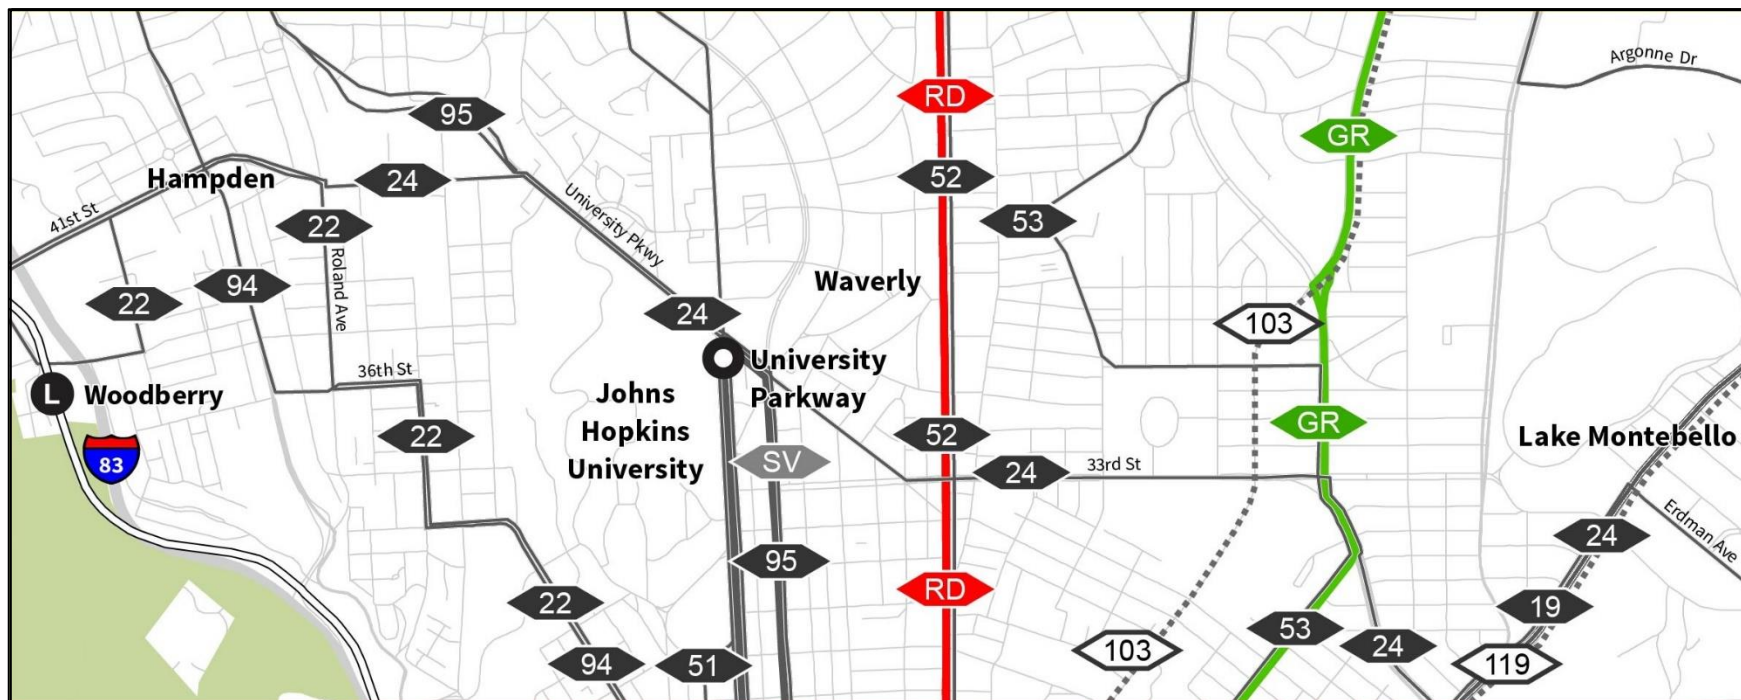 Argonne Dr
RD
95
GR
Hampden
24
52
41st St
22
University Pkwy
53
Roland Ave
Waverly
94
22
24
103
University
Parkway
36th St
Woodberry
L
Johns
Hopkins
University
83
22
52
GR
Lake Montebello
SV
24
33rd St
Erdman Ave
24
95
RD
22
19
53
94
51
103
24
119